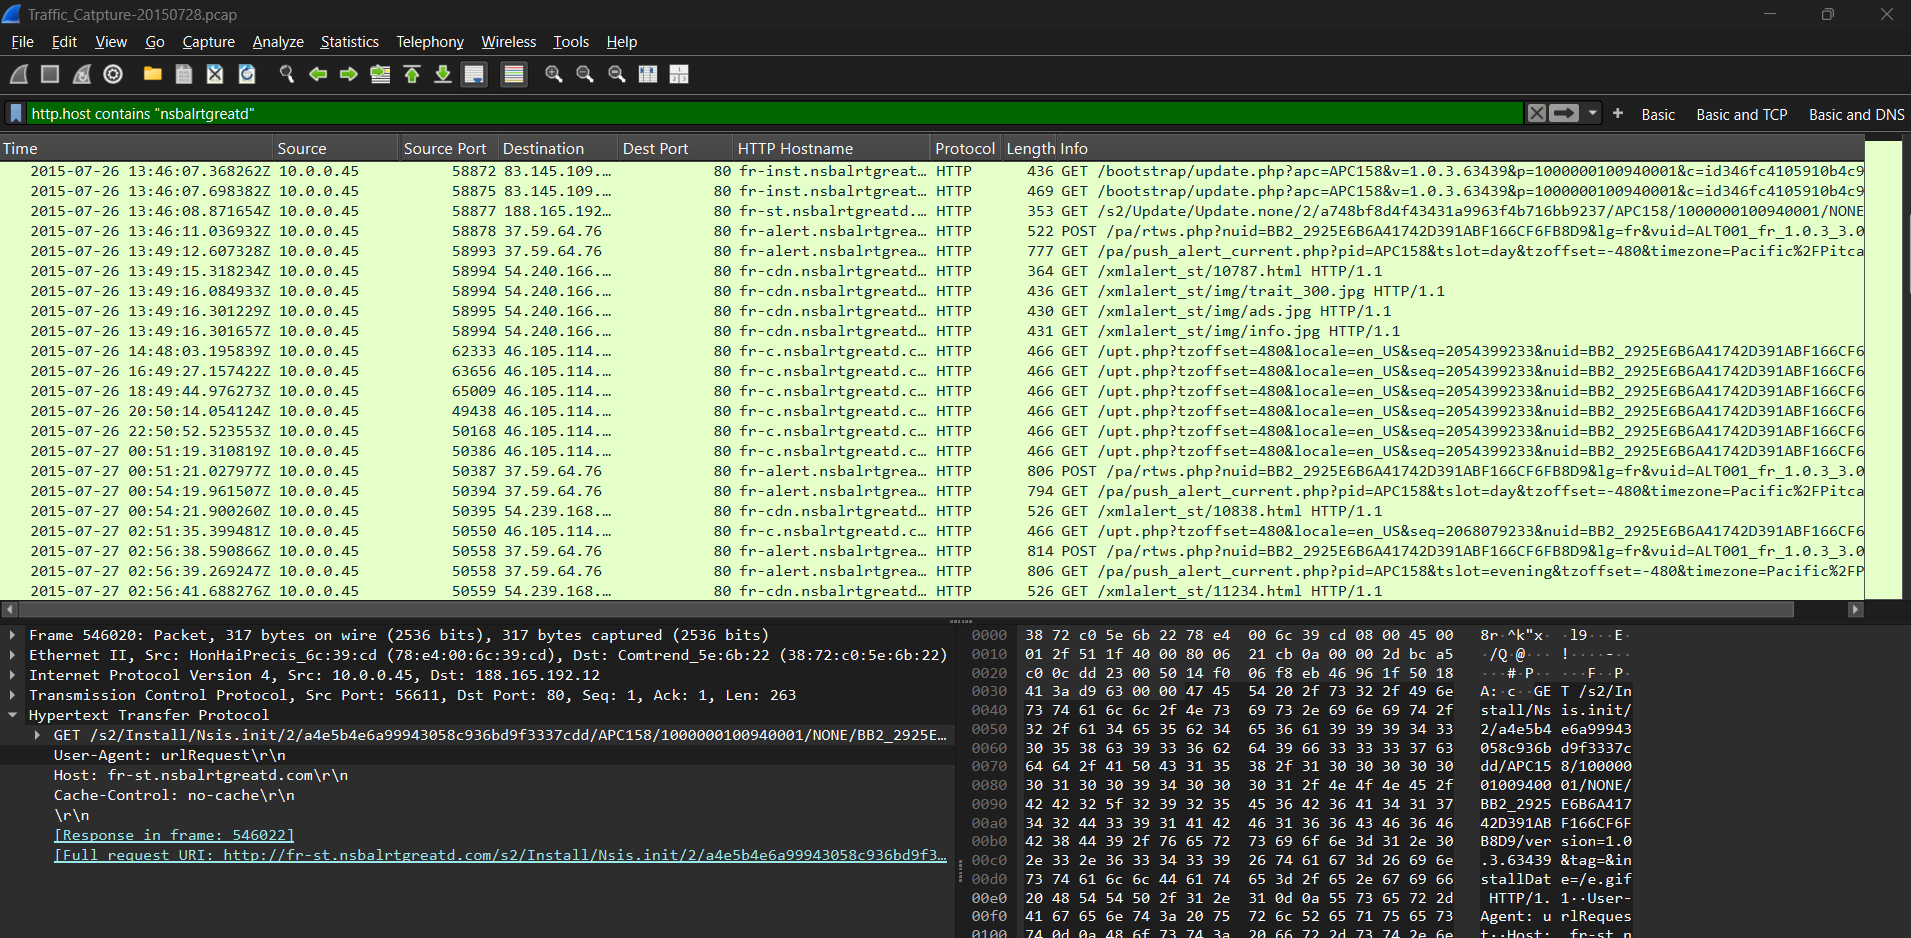 Traffic_Catpture-20150728.pcap
File Edit View Go Capture Analyze Statistics Telephony Wireless Tools Help
http.host contains "nsbalrtgreatd" + Basic Basic and TCP Basic and DNS
Time Source Source Port Destination Dest Port HTTP Hostname Protocol Length Info
2015-07-26 13:46:07.368262Z 10.0.0.45 58872 83.145.109.… 80 fr-inst.nsbalrtgreat… HTTP 436 GET /bootstrap/update.php?apc=APC158&v=1.0.3.63439&p=1000000100940001&c=id346fc4105910b4c9
2015-07-26 13:46:07.698382Z 10.0.0.45 58875 83.145.109.… 80 fr-inst.nsbalrtgreat… HTTP 469 GET /bootstrap/update.php?apc=APC158&v=1.0.3.63439&p=1000000100940001&c=id346fc4105910b4c9
2015-07-26 13:46:08.871654Z 10.0.0.45 58877 188.165.192… 80 fr-st.nsbalrtgreatd.… HTTP 353 GET /s2/Update/Update.none/2/a748bf8d4f43431a9963f4b716bb9237/APC158/1000000100940001/NONE
2015-07-26 13:46:11.036932Z 10.0.0.45 58878 37.59.64.76 80 fr-alert.nsbalrtgrea… HTTP 522 POST /pa/rtws.php?nuid=BB2_2925E6B6A41742D391ABF166CF6FB8D9&lg=fr&vuid=ALT001_fr_1.0.3_3.0
2015-07-26 13:49:12.607328Z 10.0.0.45 58993 37.59.64.76 80 fr-alert.nsbalrtgrea… HTTP 777 GET /pa/push_alert_current.php?pid=APC158&tslot=day&tzoffset=-480&timezone=Pacific%2FPitca
2015-07-26 13:49:15.318234Z 10.0.0.45 58994 54.240.166.… 80 fr-cdn.nsbalrtgreatd… HTTP 364 GET /xmlalert_st/10787.html HTTP/1.1
2015-07-26 13:49:16.084933Z 10.0.0.45 58994 54.240.166.… 80 fr-cdn.nsbalrtgreatd… HTTP 436 GET /xmlalert_st/img/trait_300.jpg HTTP/1.1
2015-07-26 13:49:16.301229Z 10.0.0.45 58995 54.240.166.… 80 fr-cdn.nsbalrtgreatd… HTTP 430 GET /xmlalert_st/img/ads.jpg HTTP/1.1
2015-07-26 13:49:16.301657Z 10.0.0.45 58994 54.240.166.… 80 fr-cdn.nsbalrtgreatd… HTTP 431 GET /xmlalert_st/img/info.jpg HTTP/1.1
2015-07-26 14:48:03.195839Z 10.0.0.45 62333 46.105.114.… 80 fr-c.nsbalrtgreatd.c… HTTP 466 GET /upt.php?tzoffset=480&locale=en_US&seq=2054399233&nuid=BB2_2925E6B6A41742D391ABF166CF6
2015-07-26 16:49:27.157422Z 10.0.0.45 63656 46.105.114.… 80 fr-c.nsbalrtgreatd.c… HTTP 466 GET /upt.php?tzoffset=480&locale=en_US&seq=2054399233&nuid=BB2_2925E6B6A41742D391ABF166CF6
2015-07-26 18:49:44.976273Z 10.0.0.45 65009 46.105.114.… 80 fr-c.nsbalrtgreatd.c… HTTP 466 GET /upt.php?tzoffset=480&locale=en_US&seq=2054399233&nuid=BB2_2925E6B6A41742D391ABF166CF6
2015-07-26 20:50:14.054124Z 10.0.0.45 49438 46.105.114.… 80 fr-c.nsbalrtgreatd.c… HTTP 466 GET /upt.php?tzoffset=480&locale=en_US&seq=2054399233&nuid=BB2_2925E6B6A41742D391ABF166CF6
2015-07-26 22:50:52.523553Z 10.0.0.45 50168 46.105.114.… 80 fr-c.nsbalrtgreatd.c… HTTP 466 GET /upt.php?tzoffset=480&locale=en_US&seq=2054399233&nuid=BB2_2925E6B6A41742D391ABF166CF6
2015-07-27 00:51:19.310819Z 10.0.0.45 50386 46.105.114.… 80 fr-c.nsbalrtgreatd.c… HTTP 466 GET /upt.php?tzoffset=480&locale=en_US&seq=2054399233&nuid=BB2_2925E6B6A41742D391ABF166CF6
2015-07-27 00:51:21.027977Z 10.0.0.45 50387 37.59.64.76 80 fr-alert.nsbalrtgrea… HTTP 806 POST /pa/rtws.php?nuid=BB2_2925E6B6A41742D391ABF166CF6FB8D9&lg=fr&vuid=ALT001_fr_1.0.3_3.0
2015-07-27 00:54:19.961507Z 10.0.0.45 50394 37.59.64.76 80 fr-alert.nsbalrtgrea… HTTP 794 GET /pa/push_alert_current.php?pid=APC158&tslot=day&tzoffset=-480&timezone=Pacific%2FPitca
2015-07-27 00:54:21.900260Z 10.0.0.45 50395 54.239.168.… 80 fr-cdn.nsbalrtgreatd… HTTP 526 GET /xmlalert_st/10838.html HTTP/1.1
2015-07-27 02:51:35.399481Z 10.0.0.45 50550 46.105.114.… 80 fr-c.nsbalrtgreatd.c… HTTP 466 GET /upt.php?tzoffset=480&locale=en_US&seq=2068079233&nuid=BB2_2925E6B6A41742D391ABF166CF6
2015-07-27 02:56:38.590866Z 10.0.0.45 50558 37.59.64.76 80 fr-alert.nsbalrtgrea… HTTP 814 POST /pa/rtws.php?nuid=BB2_2925E6B6A41742D391ABF166CF6FB8D9&lg=fr&vuid=ALT001_fr_1.0.3_3.0
2015-07-27 02:56:39.269247Z 10.0.0.45 50558 37.59.64.76 80 fr-alert.nsbalrtgrea… HTTP 806 GET /pa/push_alert_current.php?pid=APC158&tslot=evening&tzoffset=-480&timezone=Pacific%2FP
2015-07-27 02:56:41.688276Z 10.0.0.45 50559 54.239.168.… 80 fr-cdn.nsbalrtgreatd… HTTP 526 GET /xmlalert_st/11234.html HTTP/1.1
Frame 546020: Packet, 317 bytes on wire (2536 bits), 317 bytes captured (2536 bits)
Ethernet II, Src: HonHaiPrecis_6c:39:cd (78:e4:00:6c:39:cd), Dst: Comtrend_5e:6b:22 (38:72:c0:5e:6b:22)
Internet Protocol Version 4, Src: 10.0.0.45, Dst: 188.165.192.12
Transmission Control Protocol, Src Port: 56611, Dst Port: 80, Seq: 1, Ack: 1, Len: 263
Hypertext Transfer Protocol
GET /s2/Install/Nsis.init/2/a4e5b4e6a99943058c936bd9f3337cdd/APC158/1000000100940001/NONE/BB2_2925E…
User-Agent: urlRequest\r\n
Host: fr-st.nsbalrtgreatd.com\r\n
Cache-Control: no-cache\r\n
\r\n
[Response in frame: 546022]
[Full request URI: http://fr-st.nsbalrtgreatd.com/s2/Install/Nsis.init/2/a4e5b4e6a99943058c936bd9f3…
0000 38 72 c0 5e 6b 22 78 e4 00 6c 39 cd 08 00 45 00 8r·^k"x· ·l9···E·
0010 01 2f 51 1f 40 00 80 06 21 cb 0a 00 00 2d bc a5 ·/Q·@··· !····-··
0020 c0 0c dd 23 00 50 14 f0 06 f8 eb 46 96 1f 50 18 ···#·P·· ···F··P·
0030 41 3a d9 63 00 00 47 45 54 20 2f 73 32 2f 49 6e A:·c··GE T /s2/In
0040 73 74 61 6c 6c 2f 4e 73 69 73 2e 69 6e 69 74 2f stall/Ns is.init/
0050 32 2f 61 34 65 35 62 34 65 36 61 39 39 39 34 33 2/a4e5b4 e6a99943
0060 30 35 38 63 39 33 36 62 64 39 66 33 33 33 37 63 058c936b d9f3337c
0070 64 64 2f 41 50 43 31 35 38 2f 31 30 30 30 30 30 dd/APC15 8/100000
0080 30 31 30 30 39 34 30 30 30 31 2f 4e 4f 4e 45 2f 01009400 01/NONE/
0090 42 42 32 5f 32 39 32 35 45 36 42 36 41 34 31 37 BB2_2925 E6B6A417
00a0 34 32 44 33 39 31 41 42 46 31 36 36 43 46 36 46 42D391AB F166CF6F
00b0 42 38 44 39 2f 76 65 72 73 69 6f 6e 3d 31 2e 30 B8D9/ver sion=1.0
00c0 2e 33 2e 36 33 34 33 39 26 74 61 67 3d 26 69 6e .3.63439 &tag=&in
00d0 73 74 61 6c 6c 44 61 74 65 3d 2f 65 2e 67 69 66 stallDat e=/e.gif
00e0 20 48 54 54 50 2f 31 2e 31 0d 0a 55 73 65 72 2d HTTP/1. 1··User-
00f0 41 67 65 6e 74 3a 20 75 72 6c 52 65 71 75 65 73 Agent: u rlReques
0100 74 0d 0a 48 6f 73 74 3a 20 66 72 2d 73 74 2e 6e t··Host: fr-st.n